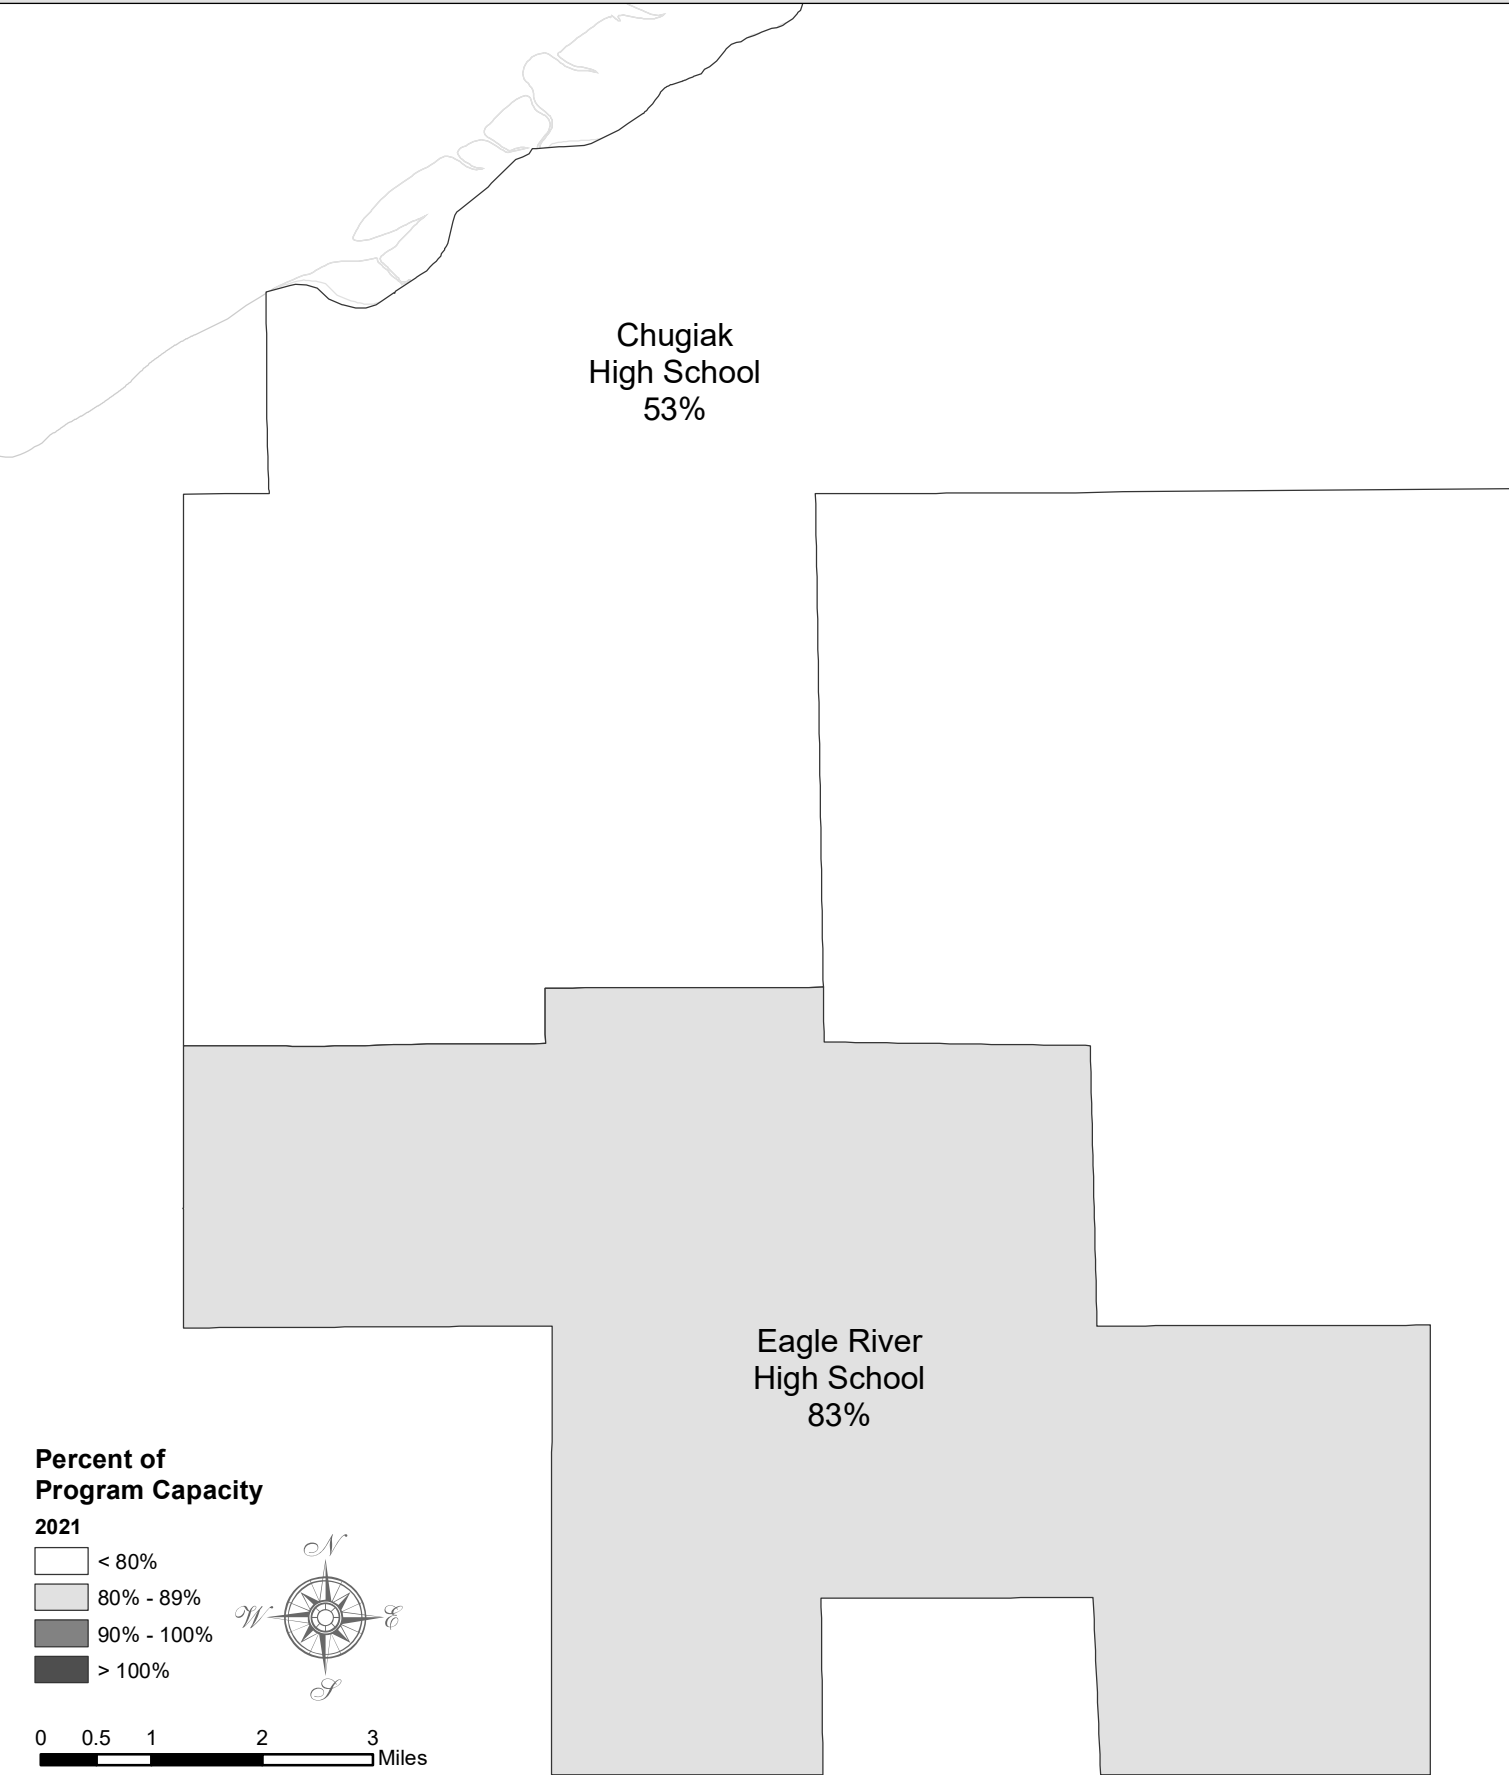 Chugiak
High School
53%
Eagle River
High School
83%
Percent of
Program Capacity
2021
< 80%
80% - 89%
90% - 100%
> 100%
N
W
E
S
0 0.5 1 2 3
Miles